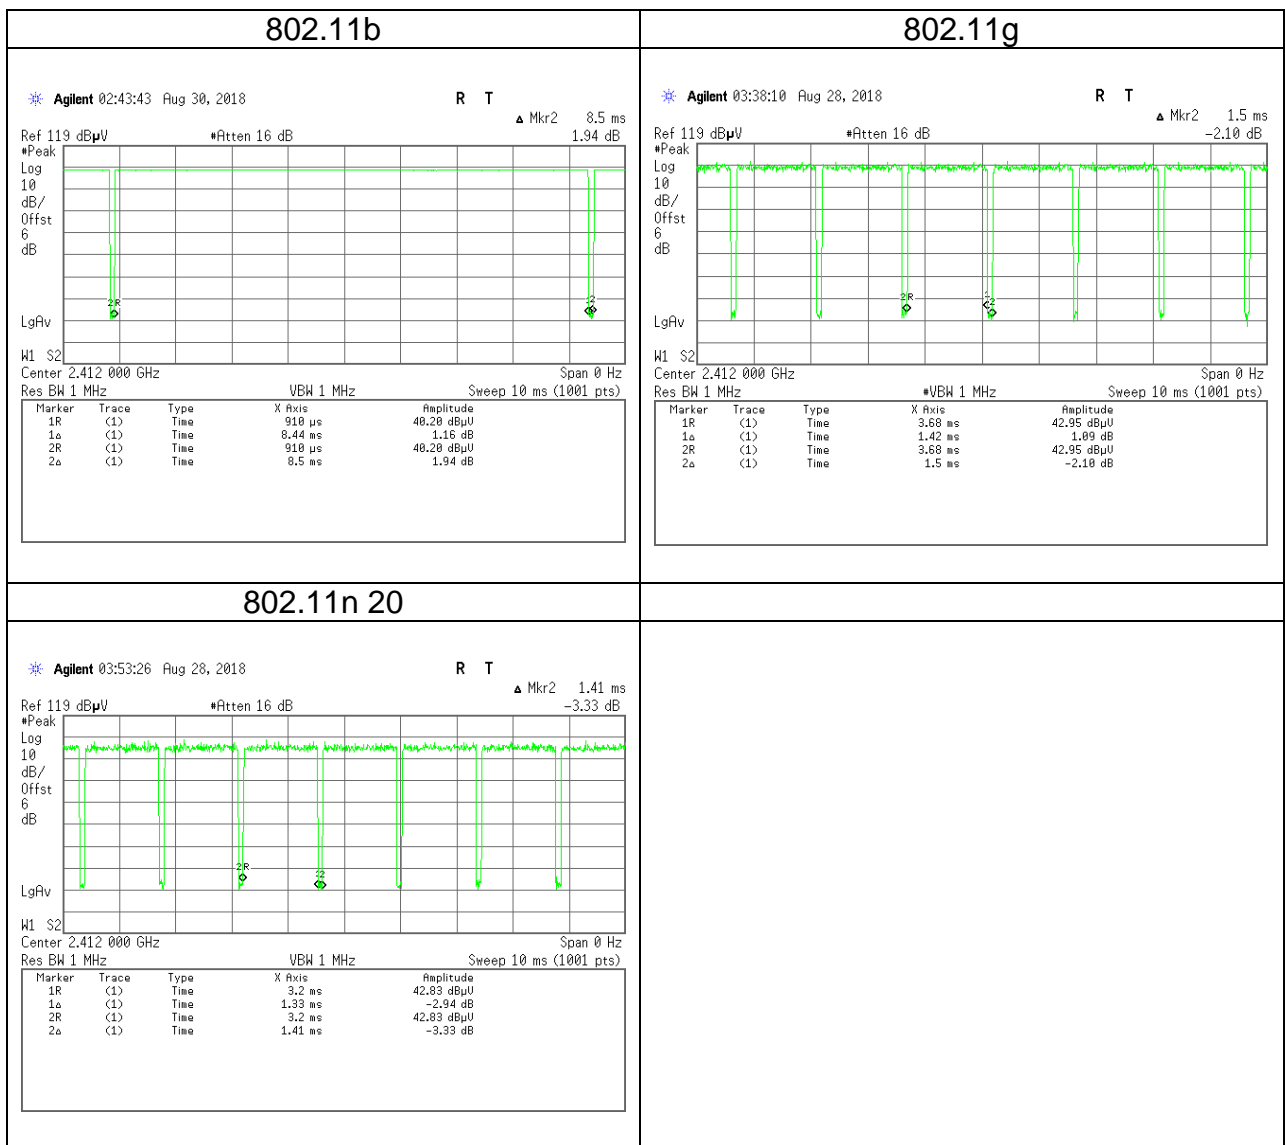 802.11b
Agilent 02:43:43 Aug 30, 2018 R T
Δ Mkr2 8.5 ms
Ref 119 dBµV #Atten 16 dB 1.94 dB
#Peak
Log
10
dB/
Offst
6
dB
2R
2
LgAv
W1 S2
Center 2.412 000 GHz Span 0 Hz
Res BW 1 MHz VBW 1 MHz Sweep 10 ms (1001 pts)
Marker Trace Type X Axis Amplitude
1R (1) Time 910 µs 40.20 dBµV
1Δ (1) Time 8.44 ms 1.16 dB
2R (1) Time 910 µs 40.20 dBµV
2Δ (1) Time 8.5 ms 1.94 dB
802.11g
Agilent 03:38:10 Aug 28, 2018 R T
Δ Mkr2 1.5 ms
Ref 119 dBµV #Atten 16 dB -2.10 dB
#Peak
Log
10
dB/
Offst
6
dB
2R
1
2
LgAv
W1 S2
Center 2.412 000 GHz Span 0 Hz
Res BW 1 MHz #VBW 1 MHz Sweep 10 ms (1001 pts)
Marker Trace Type X Axis Amplitude
1R (1) Time 3.68 ms 42.95 dBµV
1Δ (1) Time 1.42 ms 1.09 dB
2R (1) Time 3.68 ms 42.95 dBµV
2Δ (1) Time 1.5 ms -2.10 dB
802.11n 20
Agilent 03:53:26 Aug 28, 2018 R T
Δ Mkr2 1.41 ms
Ref 119 dBµV #Atten 16 dB -3.33 dB
#Peak
Log
10
dB/
Offst
6
dB
2R
2
LgAv
W1 S2
Center 2.412 000 GHz Span 0 Hz
Res BW 1 MHz VBW 1 MHz Sweep 10 ms (1001 pts)
Marker Trace Type X Axis Amplitude
1R (1) Time 3.2 ms 42.83 dBµV
1Δ (1) Time 1.33 ms -2.94 dB
2R (1) Time 3.2 ms 42.83 dBµV
2Δ (1) Time 1.41 ms -3.33 dB